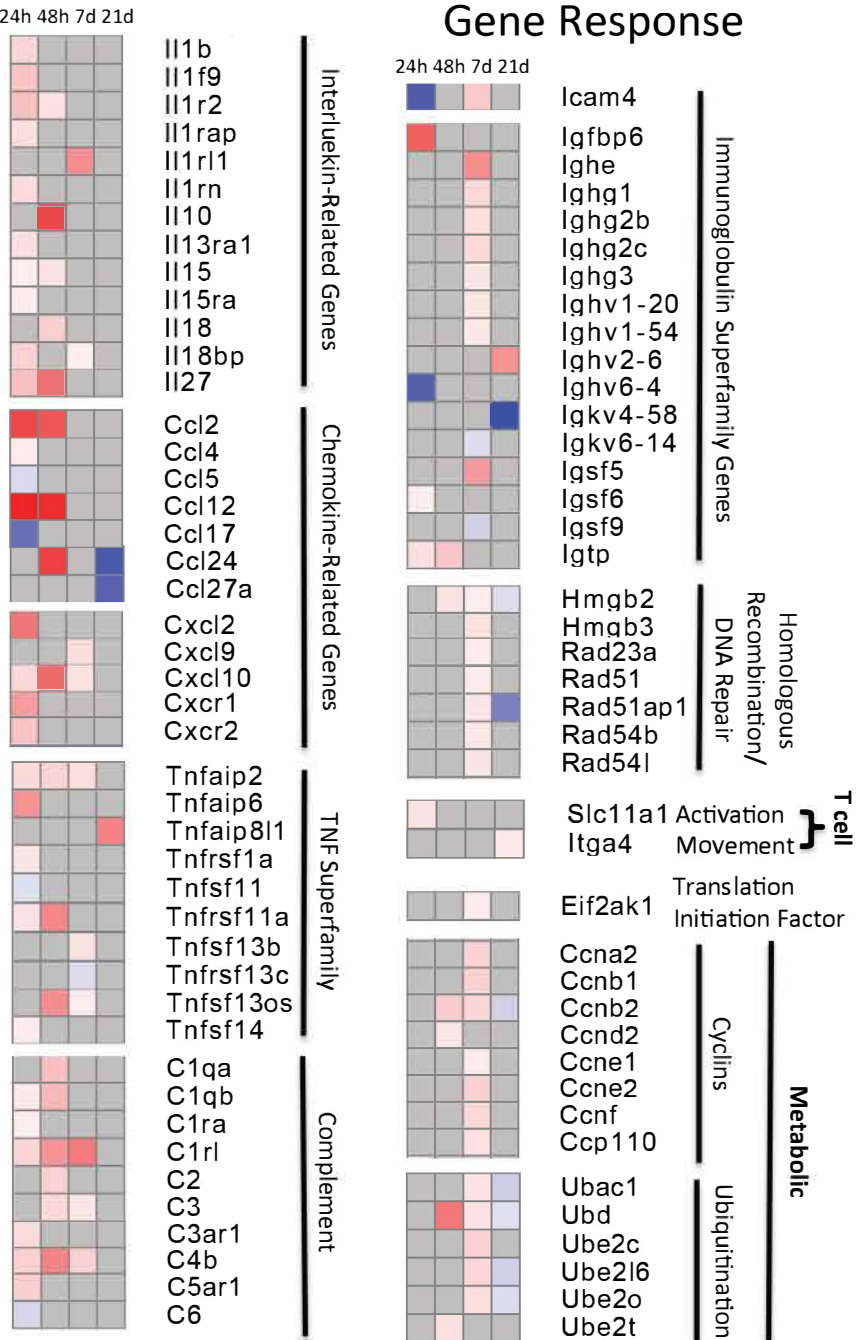 Gene Response
24h 48h 7d 21d
Il1b
Il1f9
Il1r2
Il1rap
Il1rl1
Il1rn
Il10
Il13ra1
Il15
Il15ra
Il18
Il18bp
Il27
Interluekin-Related Genes
Ccl2
Ccl4
Ccl5
Ccl12
Ccl17
Ccl24
Ccl27a
Cxcl2
Cxcl9
Cxcl10
Cxcr1
Cxcr2
Chemokine-Related Genes
Tnfaip2
Tnfaip6
Tnfaip8l1
Tnfrsf1a
Tnfsf11
Tnfrsf11a
Tnfsf13b
Tnfrsf13c
Tnfsf13os
Tnfsf14
TNF Superfamily
C1qa
C1qb
C1ra
C1rl
C2
C3
C3ar1
C4b
C5ar1
C6
Complement
24h 48h 7d 21d
Icam4
Igfbp6
Ighe
Ighg1
Ighg2b
Ighg2c
Ighg3
Ighv1-20
Ighv1-54
Ighv2-6
Ighv6-4
Igkv4-58
Igkv6-14
Igsf5
Igsf6
Igsf9
Igtp
Immunoglobulin Superfamily Genes
Hmgb2
Hmgb3
Rad23a
Rad51
Rad51ap1
Rad54b
Rad54l
Homologous
Recombination/
DNA Repair
Slc11a1 Activation
Itga4 Movement
T cell
Eif2ak1
Translation
Initiation Factor
Ccna2
Ccnb1
Ccnb2
Ccnd2
Ccne1
Ccne2
Ccnf
Ccp110
Cyclins
Ubac1
Ubd
Ube2c
Ube2l6
Ube2o
Ube2t
Ubiquitination
Metabolic